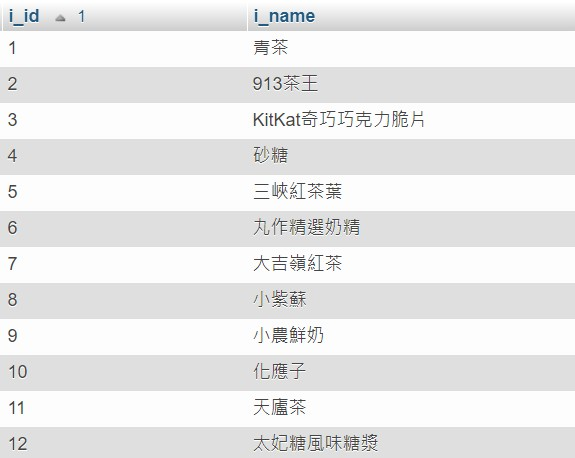 i_id 1 i_name
1 青茶
2 913茶王
3 KitKat奇巧巧克力脆片
4 砂糖
5 三峽紅茶葉
6 丸作精選奶精
7 大吉嶺紅茶
8 小紫蘇
9 小農鮮奶
10 化應子
11 天廬茶
12 太妃糖風味糖漿